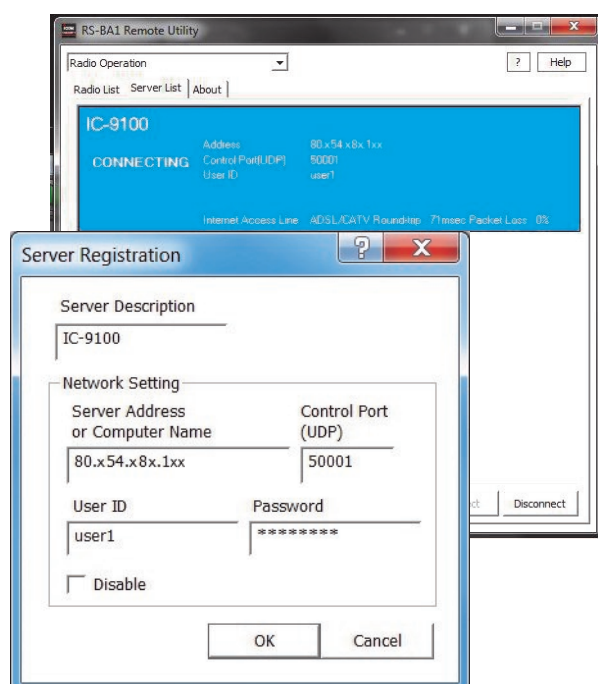 RS-BA1 Remote Utility
Radio Operation
? Help
Radio List Server List About
IC-9100
Address 80.x54 x8x.1xx
CONNECTING Control Port(UDP) 50001
User ID user1
Internet Access Line ADSL/CATV Round-trip 71msec Packet Loss 0%
Server Registration
Server Description
IC-9100
Network Setting
Server Address
or Computer Name
Control Port
(UDP)
80.x54.x8x.1xx 50001
User ID Password
user1 ********
Disable
OK Cancel
Disconnect